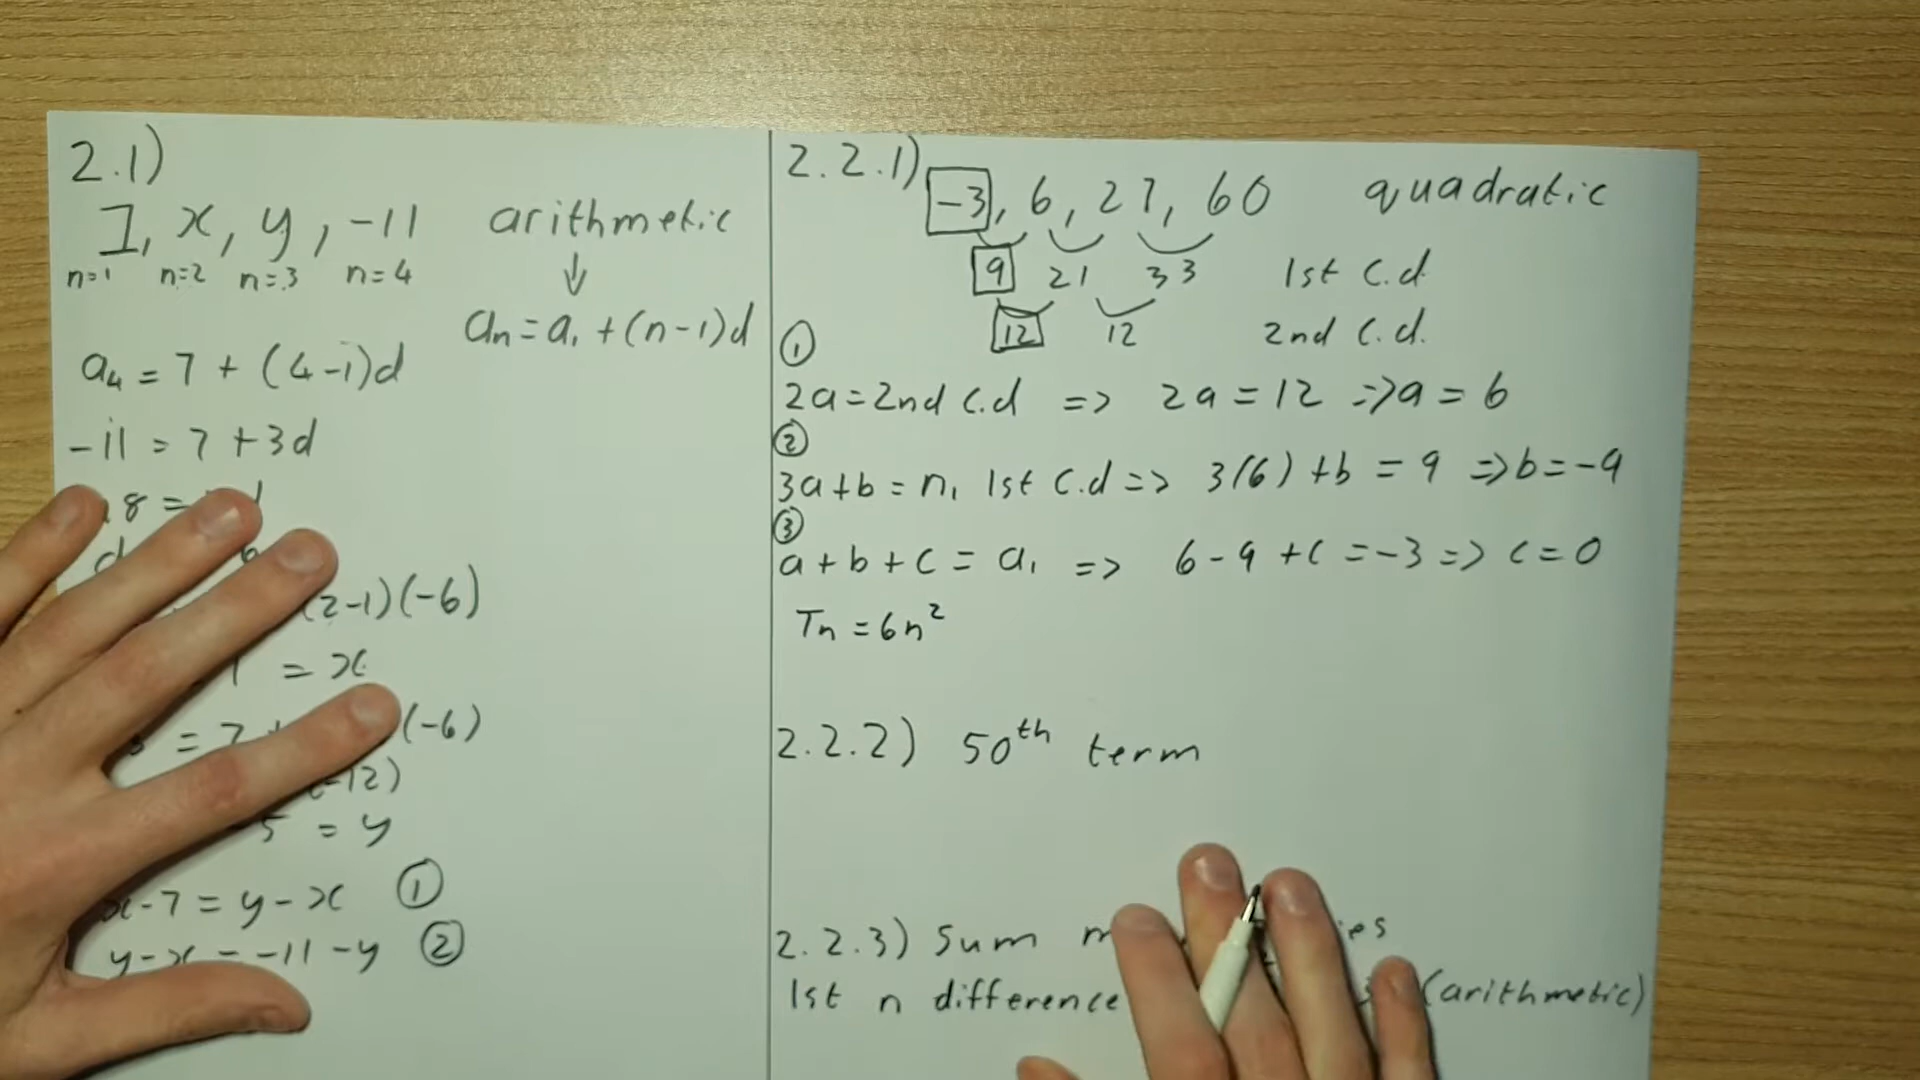 2.1)
7, x, y, -11 arithmetic
n=1 n=2 n=3 n=4 ↓
an = a₁ + (n-1)d
a₄ = 7 + (4-1)d
-11 = 7 + 3d
8 =
d
(2-1)(-6)
= x
= 7 (-6)
-12)
5 = y
x-7 = y-x ①
y-x = -11-y ②
2.2.1) -3, 6, 27, 60 quadratic
9 21 33 1st c.d
12 12 2nd c.d.
①
2a = 2nd c.d => 2a = 12 => a = 6
②
3a+b = n₁ 1st c.d => 3(6) + b = 9 => b = -9
③
a + b + c = a₁ => 6 - 9 + c = -3 => c = 0
Tn = 6n²
2.2.2) 50th term
2.2.3) Sum
1st n difference (arithmetic)